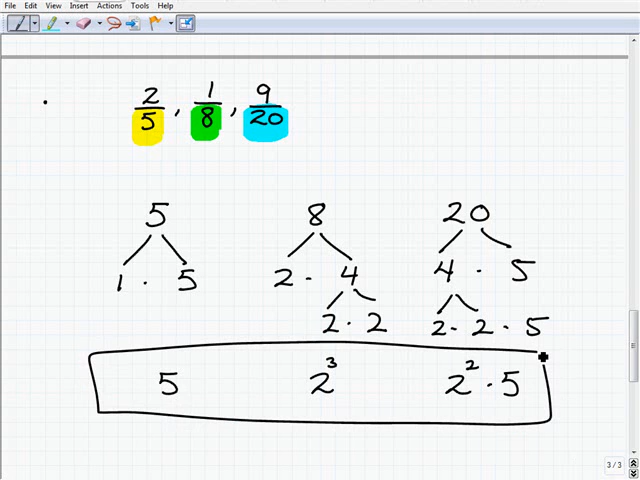 File Edit View Insert Actions Tools Help
2/5, 1/8, 9/20
5 8 20
1 · 5 2 · 4 4 · 5
2 · 2 2 · 2 · 5
5 2³ 2² · 5
3/3